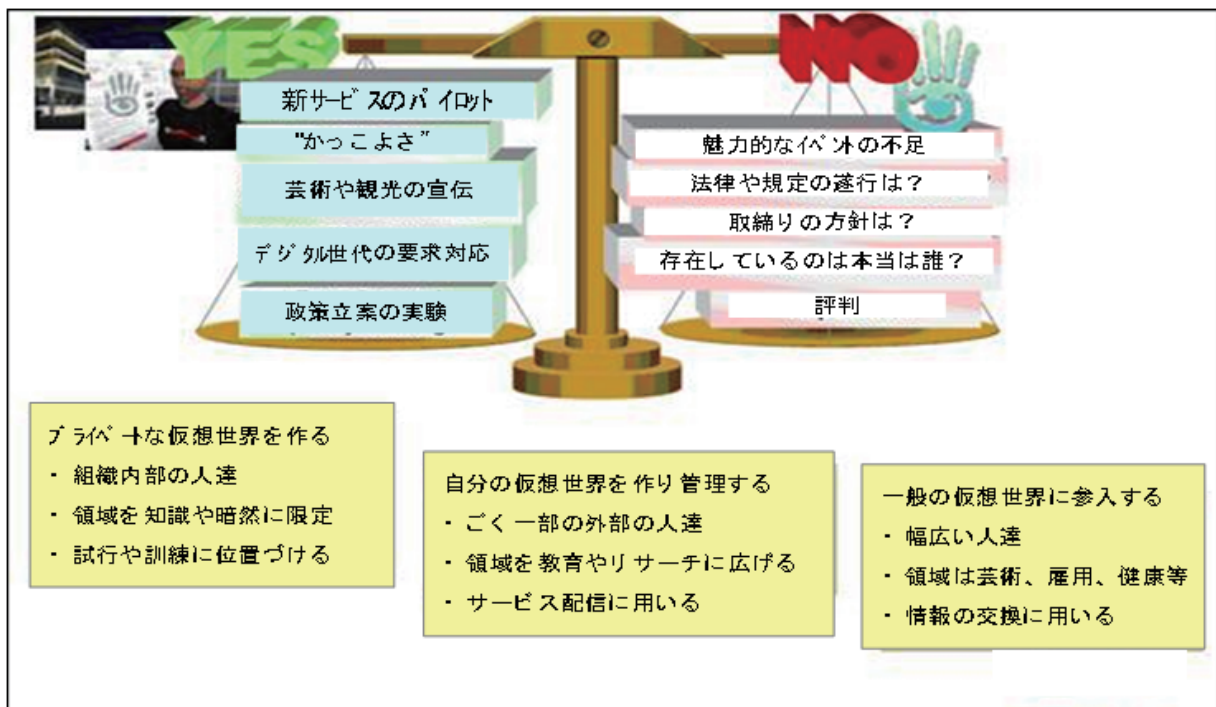 YES
NO
新サービスのパイロット
"かっこよさ"
芸術や観光の宣伝
デジタル世代の要求対応
政策立案の実験
魅力的なイベントの不足
法律や規定の遂行は？
取締りの方針は？
存在しているのは本当は誰？
評判
プライベートな仮想世界を作る
・ 組織内部の人達
・ 領域を知識や暗然に限定
・ 試行や訓練に位置づける
自分の仮想世界を作り管理する
・ ごく一部の外部の人達
・ 領域を教育やリサーチに広げる
・ サービス配信に用いる
一般の仮想世界に参入する
・ 幅広い人達
・ 領域は芸術、雇用、健康等
・ 情報の交換に用いる